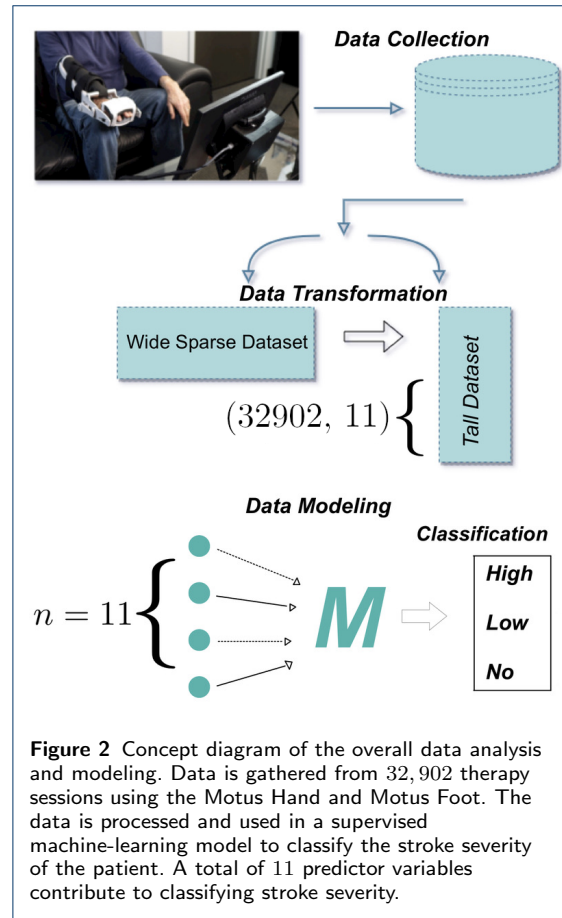 Data Collection
Data Transformation
Wide Sparse Dataset
Tall Dataset
(32902, 11)
Data Modeling
Classification
n = 11
M
High
Low
No
Figure 2 Concept diagram of the overall data analysis
and modeling. Data is gathered from 32, 902 therapy
sessions using the Motus Hand and Motus Foot. The
data is processed and used in a supervised
machine-learning model to classify the stroke severity
of the patient. A total of 11 predictor variables
contribute to classifying stroke severity.